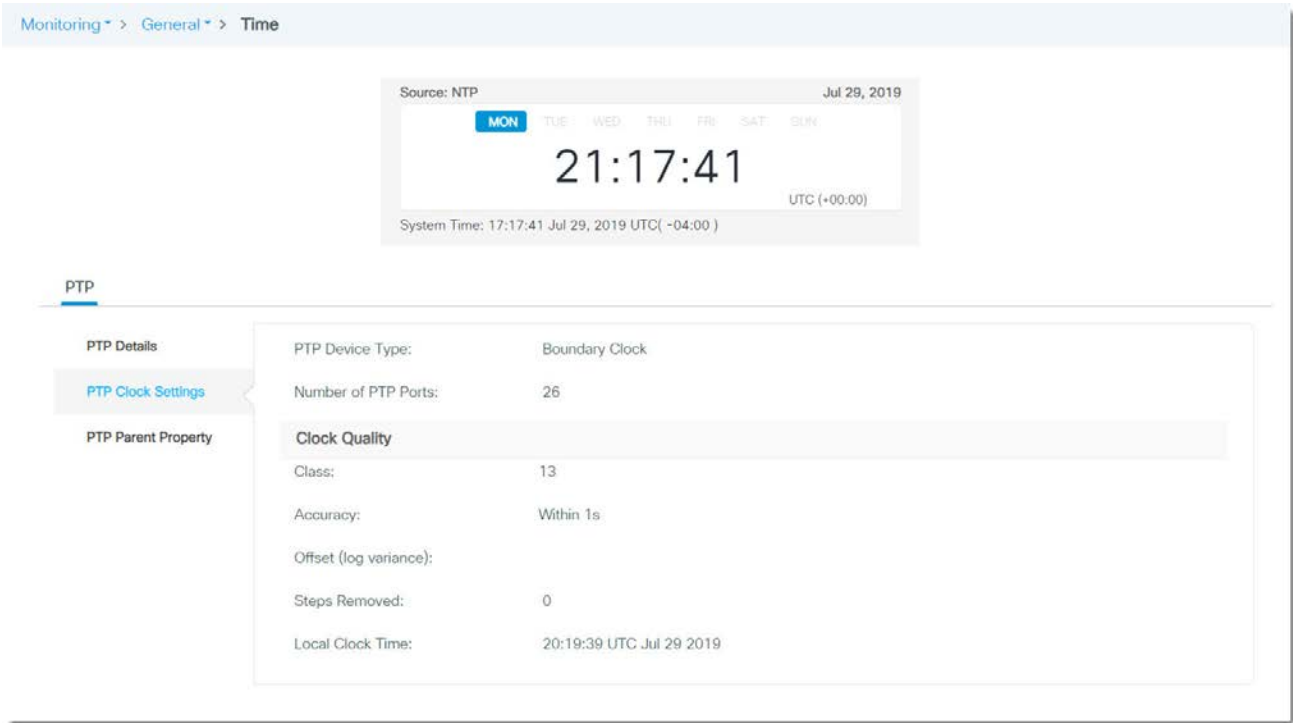 Monitoring > General > Time
Source: NTP Jul 29, 2019
MON TUE WED THU FRI SAT SUN
21:17:41
UTC (+00:00)
System Time: 17:17:41 Jul 29, 2019 UTC( -04:00 )
PTP
PTP Details
PTP Clock Settings
PTP Parent Property
PTP Device Type: Boundary Clock
Number of PTP Ports: 26
Clock Quality
Class: 13
Accuracy: Within 1s
Offset (log variance):
Steps Removed: 0
Local Clock Time: 20:19:39 UTC Jul 29 2019